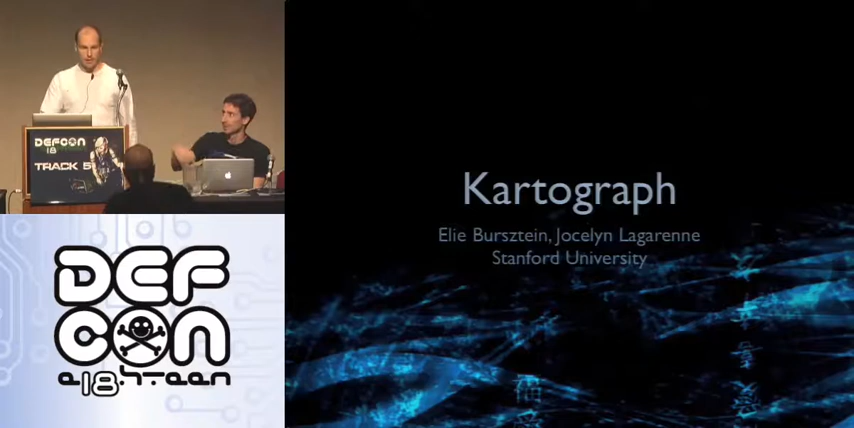 DEFCON
18
TRACK 5
DEF
CON
e18hteen
Kartograph
Elie Bursztein, Jocelyn Lagarenne
Stanford University